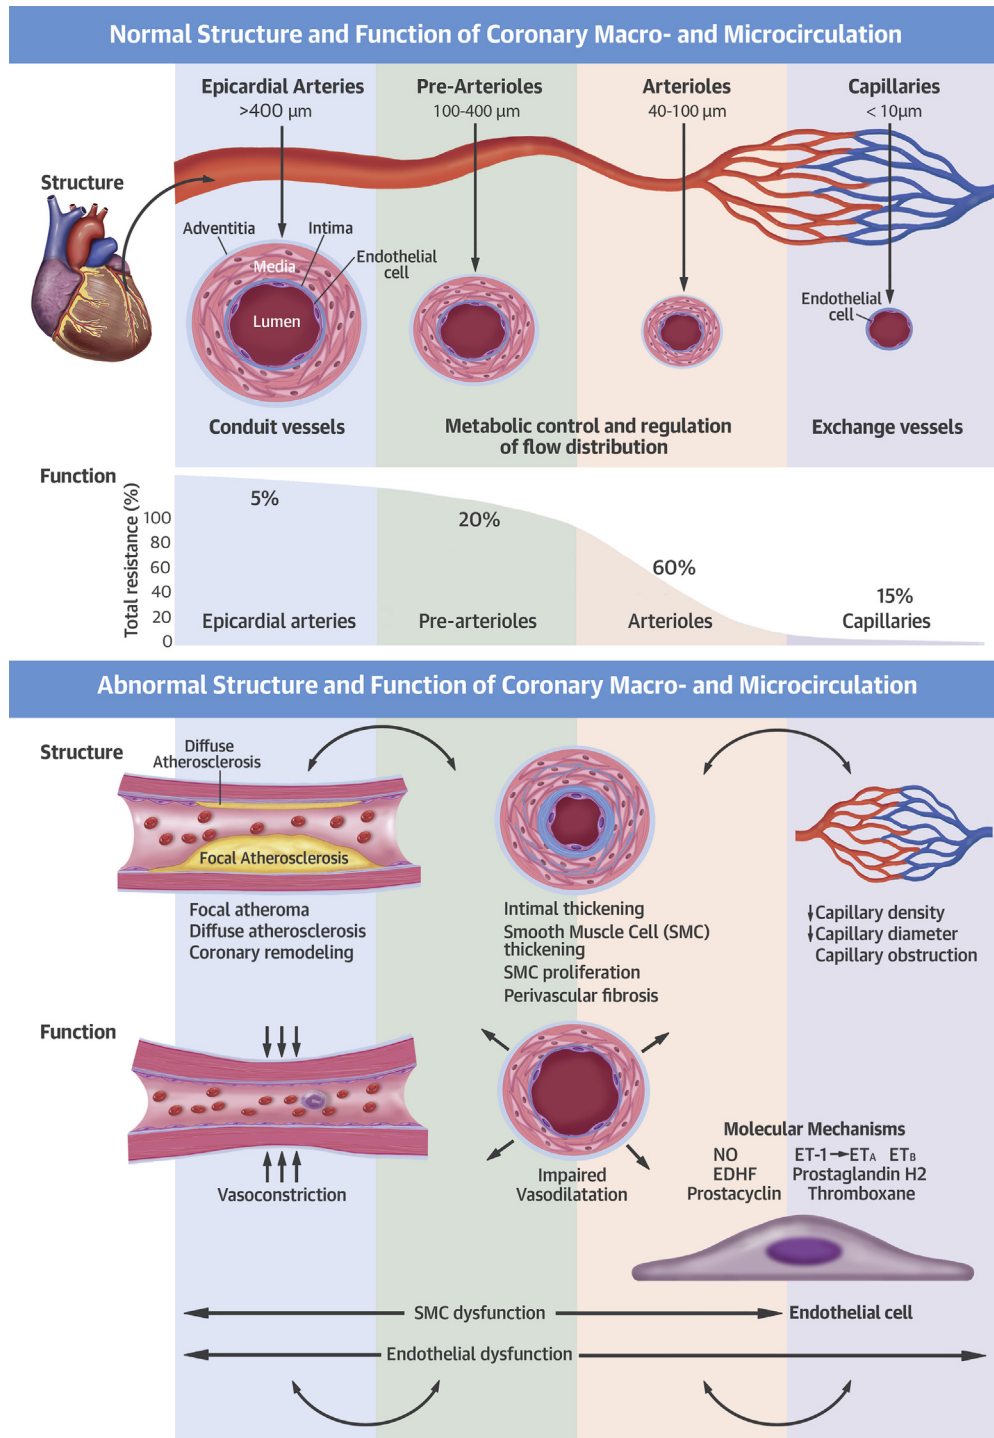 Normal Structure and Function of Coronary Macro- and Microcirculation
Epicardial Arteries
>400 µm
Pre-Arterioles
100-400 µm
Arterioles
40-100 µm
Capillaries
< 10µm
Structure
Adventitia
Intima
Media
Endothelial
cell
Lumen
Endothelial
cell
Conduit vessels
Metabolic control and regulation
of flow distribution
Exchange vessels
Function
Total resistance (%)
100
80
60
40
20
0
5%
20%
60%
15%
Epicardial arteries
Pre-arterioles
Arterioles
Capillaries
Abnormal Structure and Function of Coronary Macro- and Microcirculation
Structure
Diffuse
Atherosclerosis
Focal Atherosclerosis
Focal atheroma
Diffuse atherosclerosis
Coronary remodeling
Intimal thickening
Smooth Muscle Cell (SMC)
thickening
SMC proliferation
Perivascular fibrosis
↓Capillary density
↓Capillary diameter
Capillary obstruction
Function
Vasoconstriction
Impaired
Vasodilatation
Molecular Mechanisms
NO
EDHF
Prostacyclin
ET-1→ETA ETB
Prostaglandin H2
Thromboxane
SMC dysfunction
Endothelial cell
Endothelial dysfunction